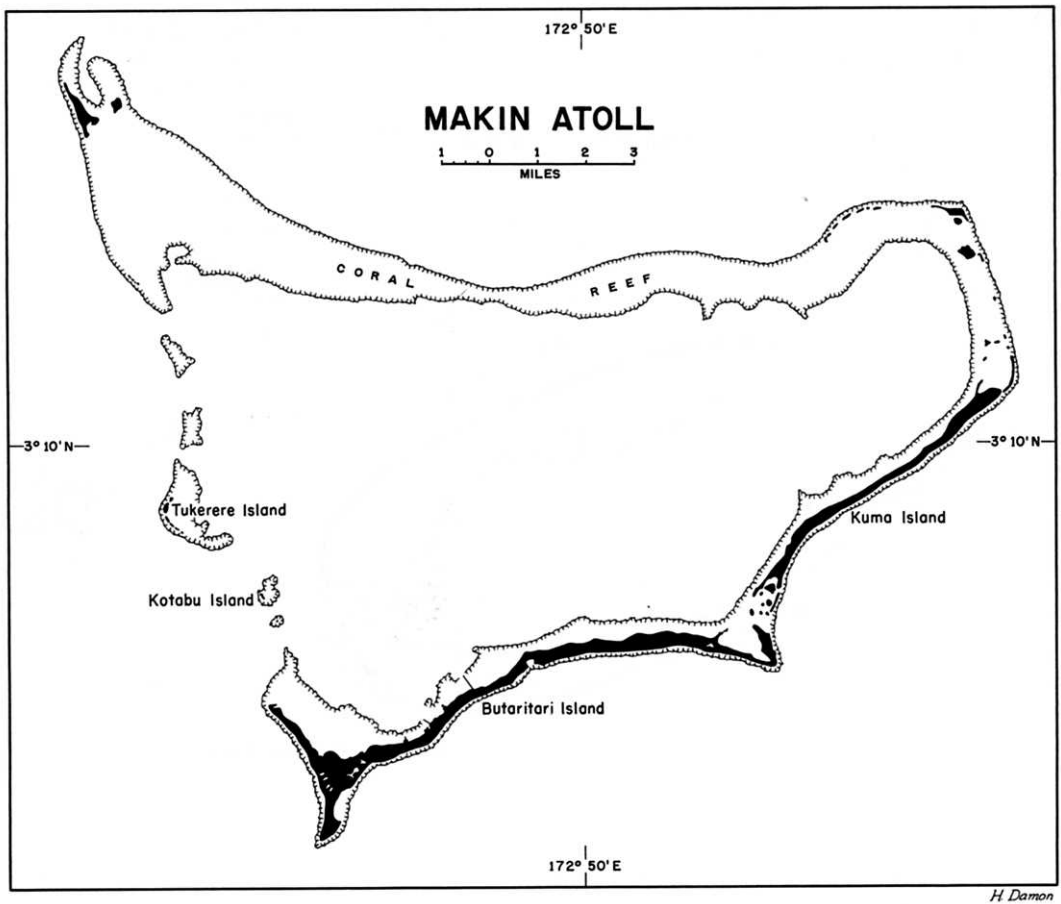 172° 50' E
MAKIN ATOLL
1 0 1 2 3
MILES
CORAL REEF
3° 10' N
3° 10' N
Tukerere Island
Kuma Island
Kotabu Island
Butaritari Island
172° 50' E
H. Damon